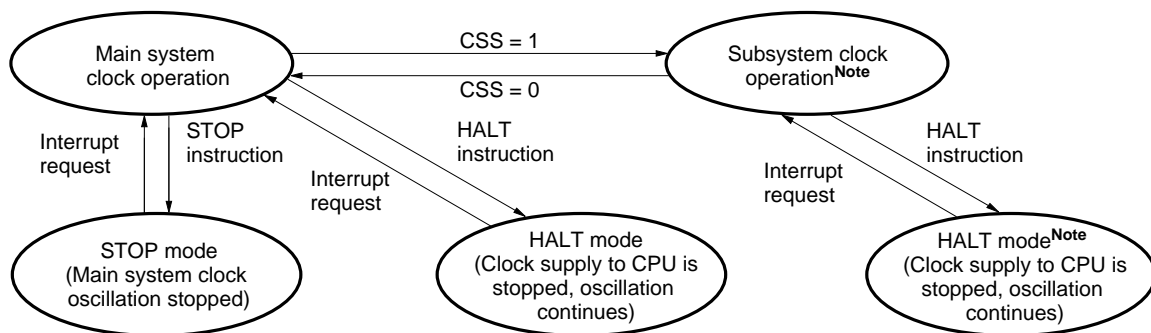 Main system
clock operation
CSS = 1
CSS = 0
Subsystem clock
operationNote
Interrupt
request
STOP
instruction
HALT
instruction
Interrupt
request
HALT
instruction
Interrupt
request
STOP mode
(Main system clock
oscillation stopped)
HALT mode
(Clock supply to CPU is
stopped, oscillation
continues)
HALT modeNote
(Clock supply to CPU is
stopped, oscillation
continues)